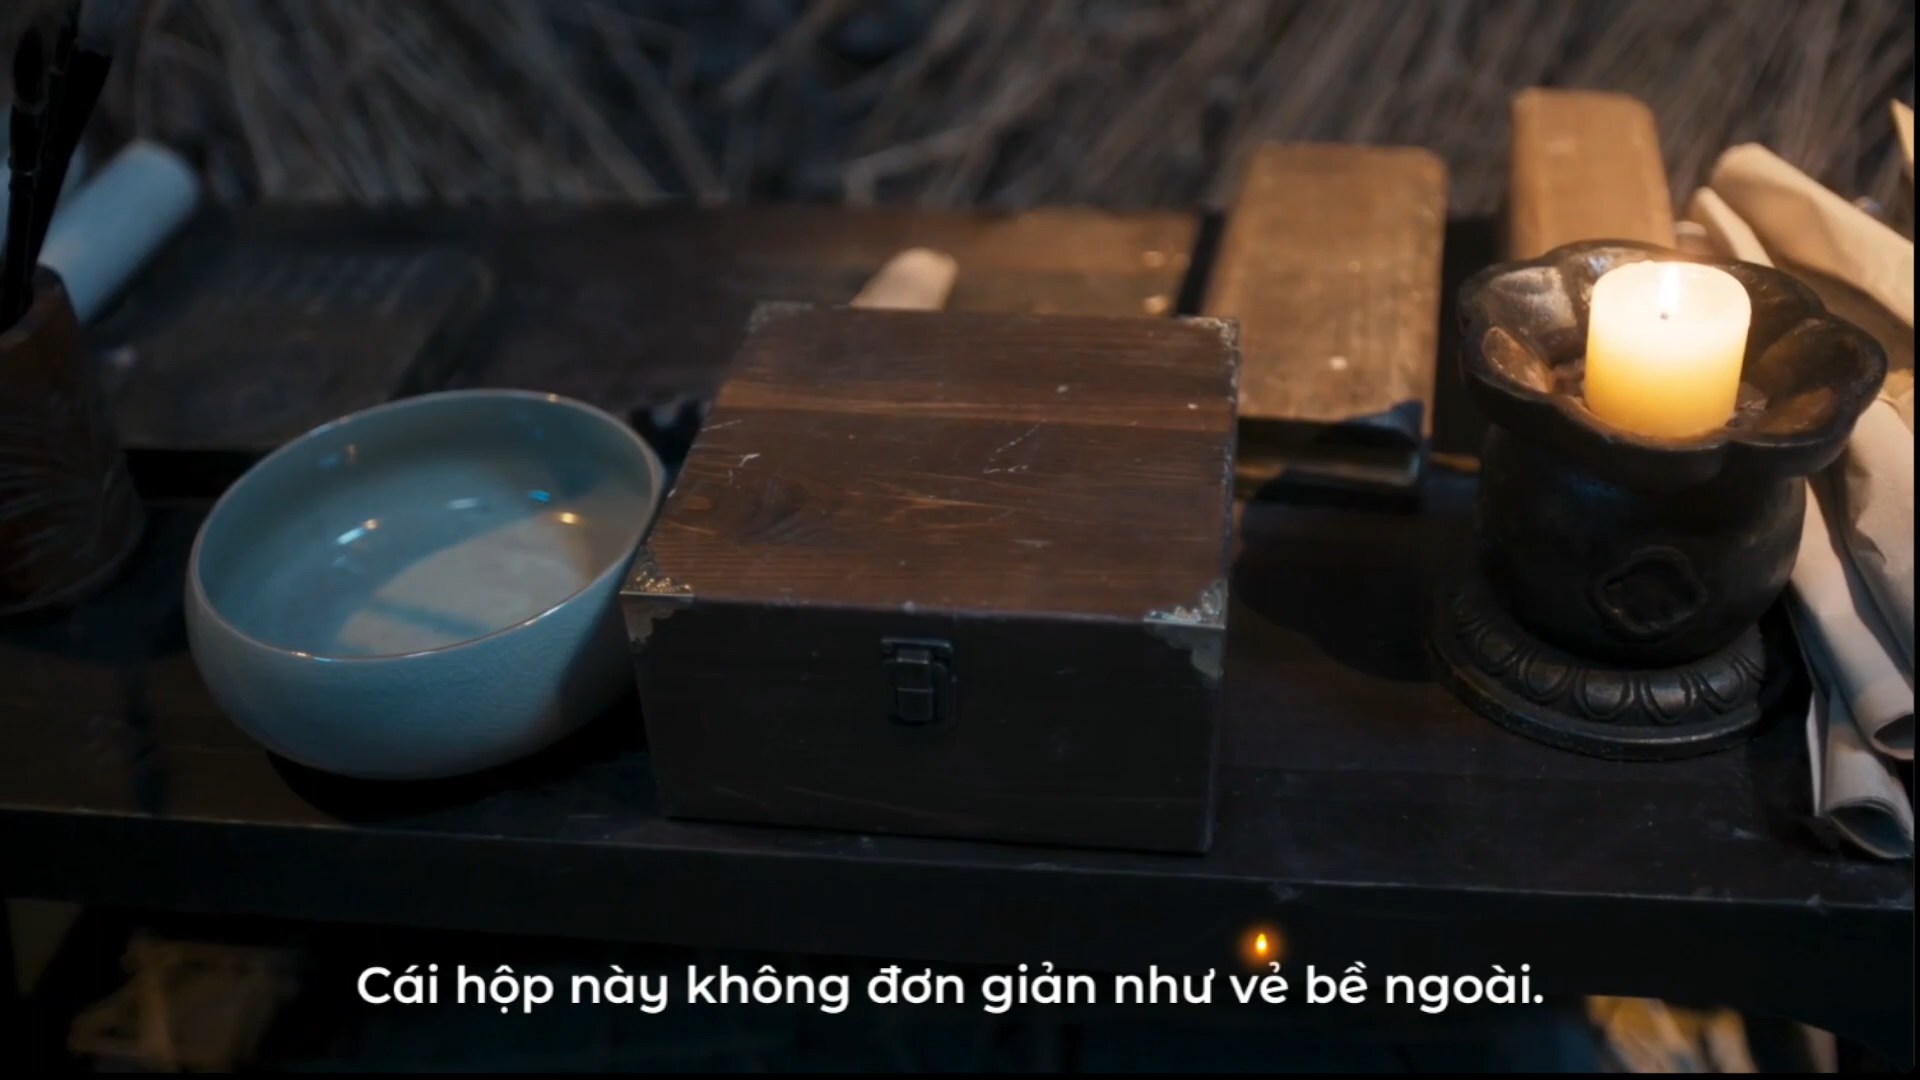 Cái hộp này không đơn giản như vẻ bề ngoài.